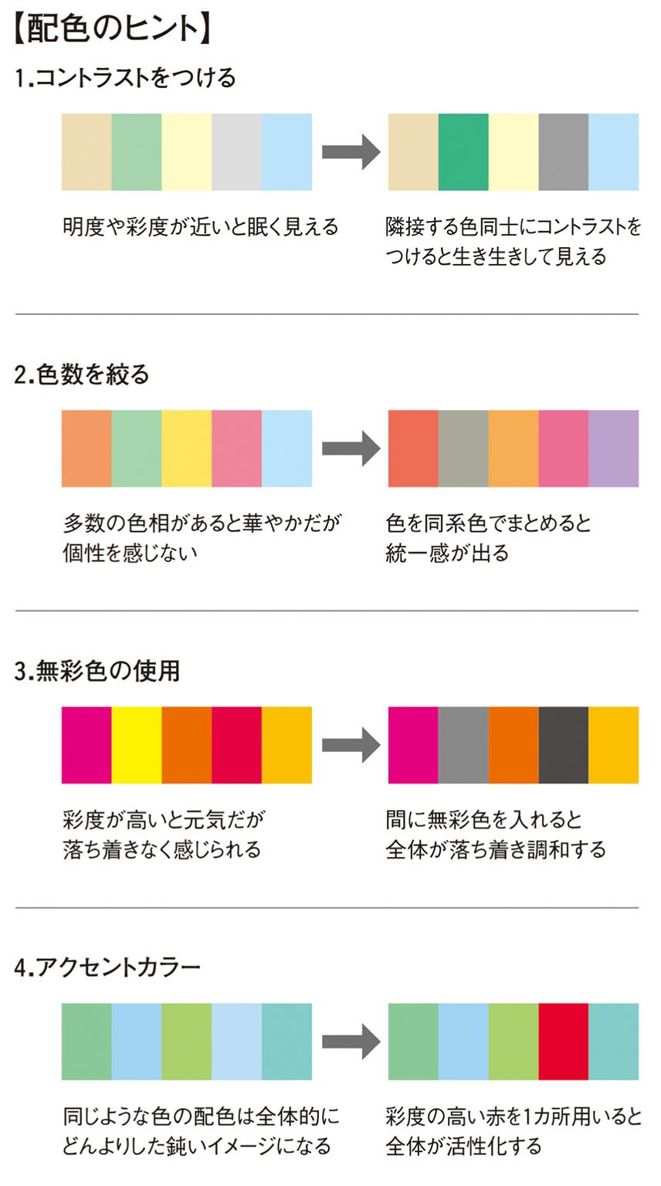 【配色のヒント】
1.コントラストをつける
明度や彩度が近いと眠く見える
隣接する色同士にコントラストを
つけると生き生きして見える
2.色数を絞る
多数の色相があると華やかだが
個性を感じない
色を同系色でまとめると
統一感が出る
3.無彩色の使用
彩度が高いと元気だが
落ち着きなく感じられる
間に無彩色を入れると
全体が落ち着き調和する
4.アクセントカラー
同じような色の配色は全体的に
どんよりした鈍いイメージになる
彩度の高い赤を1カ所用いると
全体が活性化する